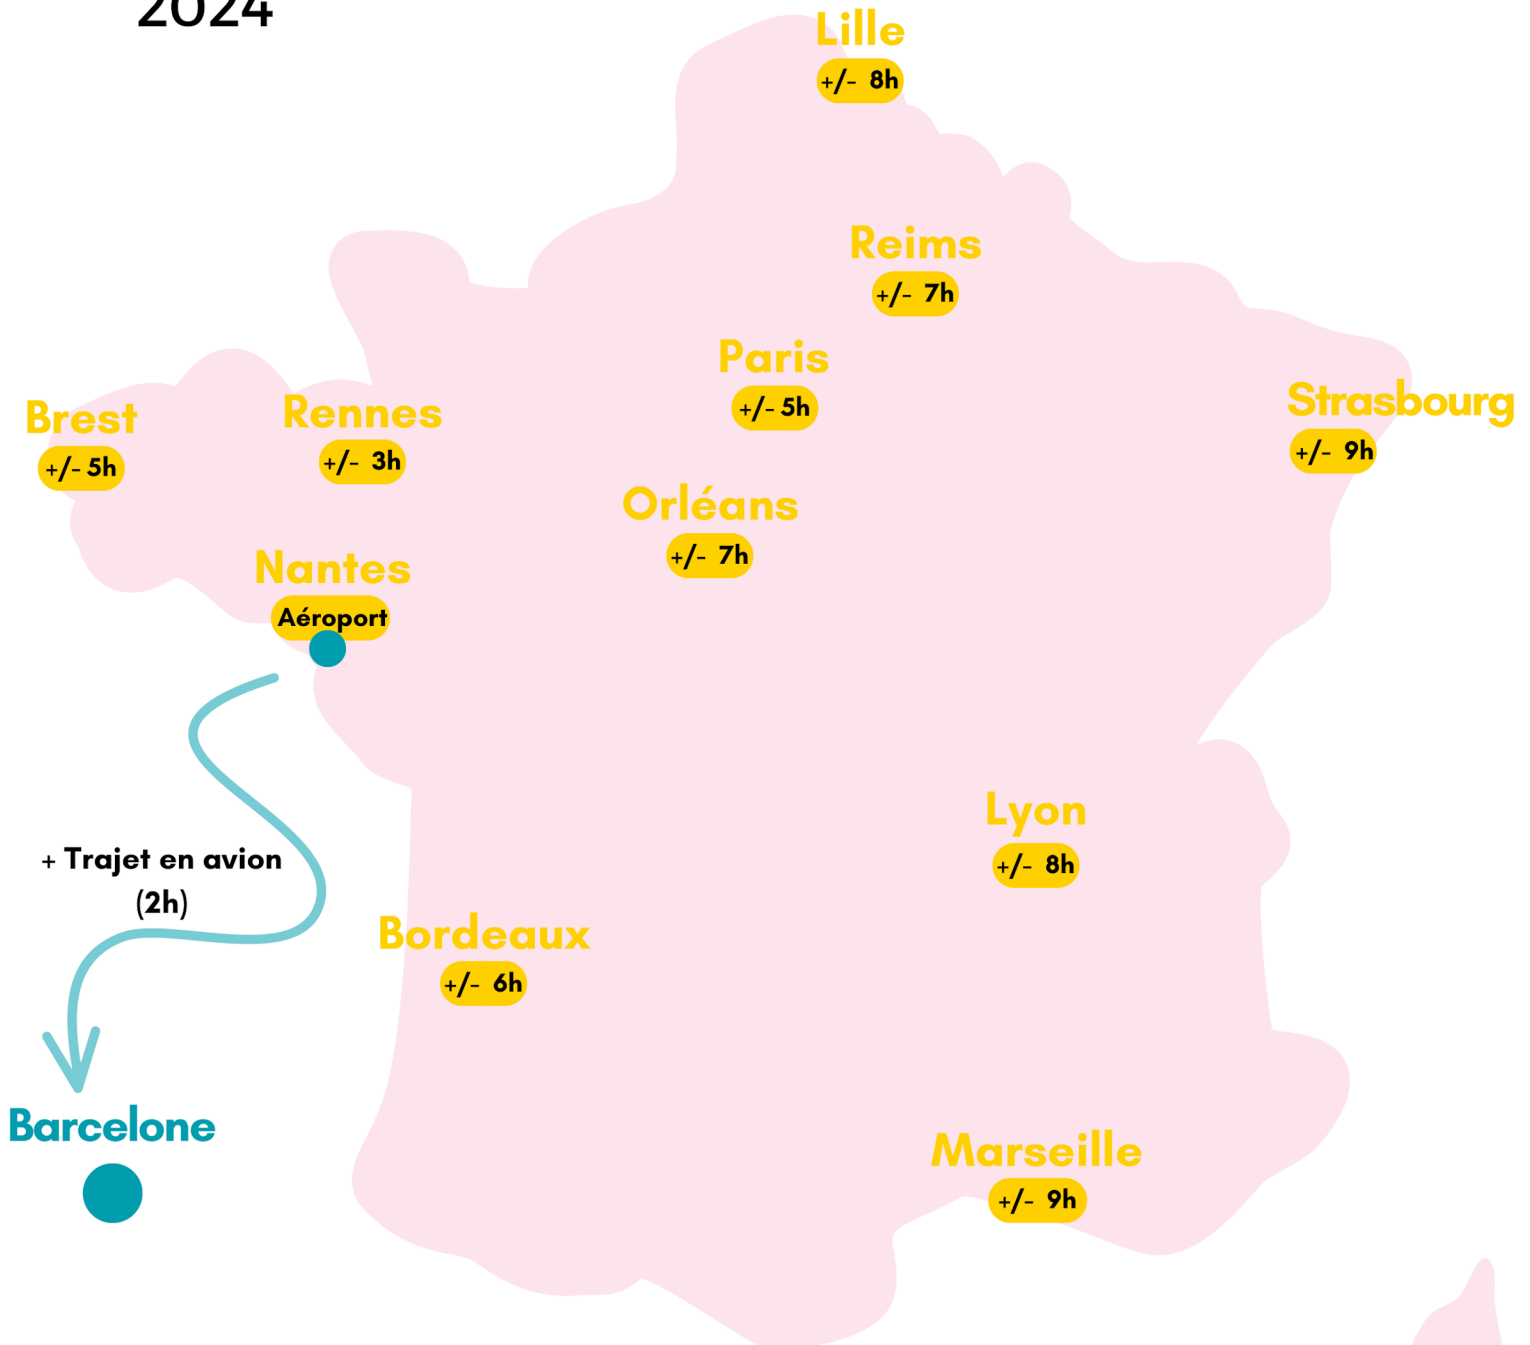 2024
Lille
+/- 8h
Reims
+/- 7h
Paris
+/- 5h
Strasbourg
+/- 9h
Brest
+/- 5h
Rennes
+/- 3h
Orléans
+/- 7h
Nantes
Aéroport
+ Trajet en avion
(2h)
Lyon
+/- 8h
Bordeaux
+/- 6h
Barcelone
Marseille
+/- 9h